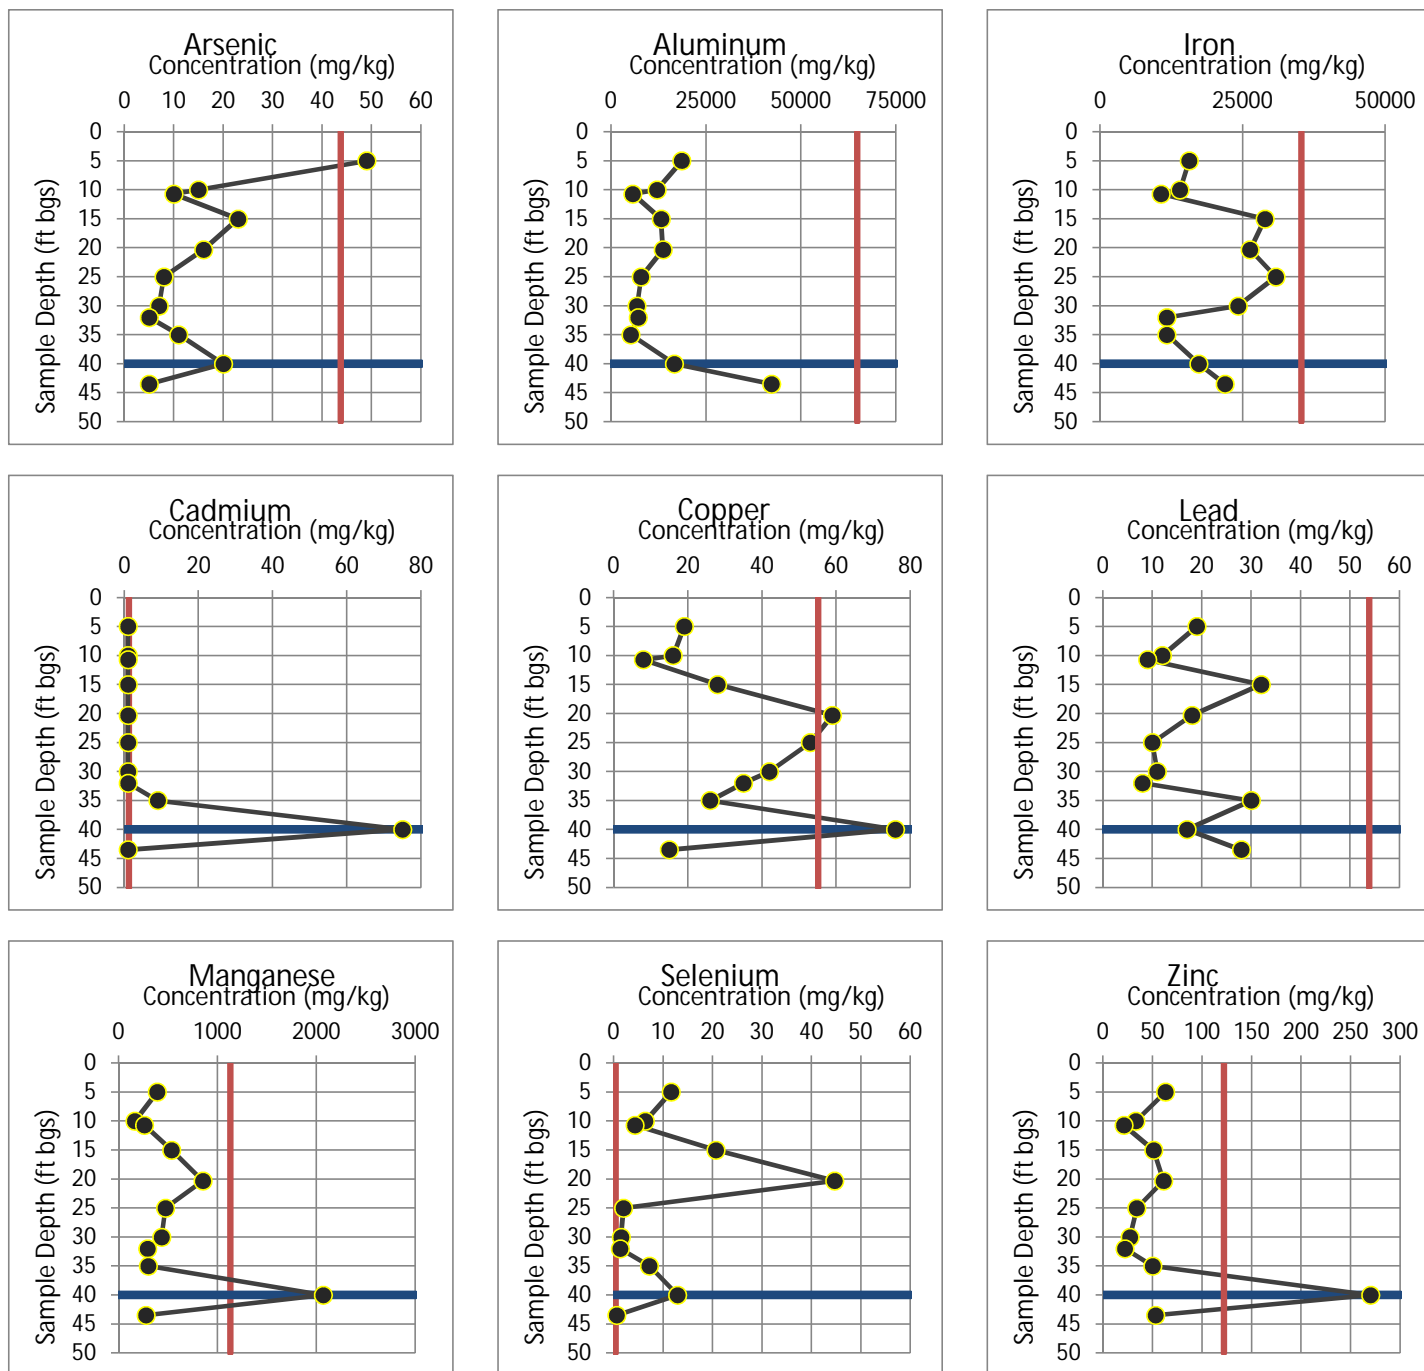 Arsenic
Concentration (mg/kg)
0 10 20 30 40 50 60
Sample Depth (ft bgs)
0
5
10
15
20
25
30
35
40
45
50
Aluminum
Concentration (mg/kg)
0 25000 50000 75000
Sample Depth (ft bgs)
0
5
10
15
20
25
30
35
40
45
50
Iron
Concentration (mg/kg)
0 25000 50000
Sample Depth (ft bgs)
0
5
10
15
20
25
30
35
40
45
50
Cadmium
Concentration (mg/kg)
0 20 40 60 80
Sample Depth (ft bgs)
0
5
10
15
20
25
30
35
40
45
50
Copper
Concentration (mg/kg)
0 20 40 60 80
Sample Depth (ft bgs)
0
5
10
15
20
25
30
35
40
45
50
Lead
Concentration (mg/kg)
0 10 20 30 40 50 60
Sample Depth (ft bgs)
0
5
10
15
20
25
30
35
40
45
50
Manganese
Concentration (mg/kg)
0 1000 2000 3000
Sample Depth (ft bgs)
0
5
10
15
20
25
30
35
40
45
50
Selenium
Concentration (mg/kg)
0 10 20 30 40 50 60
Sample Depth (ft bgs)
0
5
10
15
20
25
30
35
40
45
50
Zinc
Concentration (mg/kg)
0 50 100 150 200 250 300
Sample Depth (ft bgs)
0
5
10
15
20
25
30
35
40
45
50